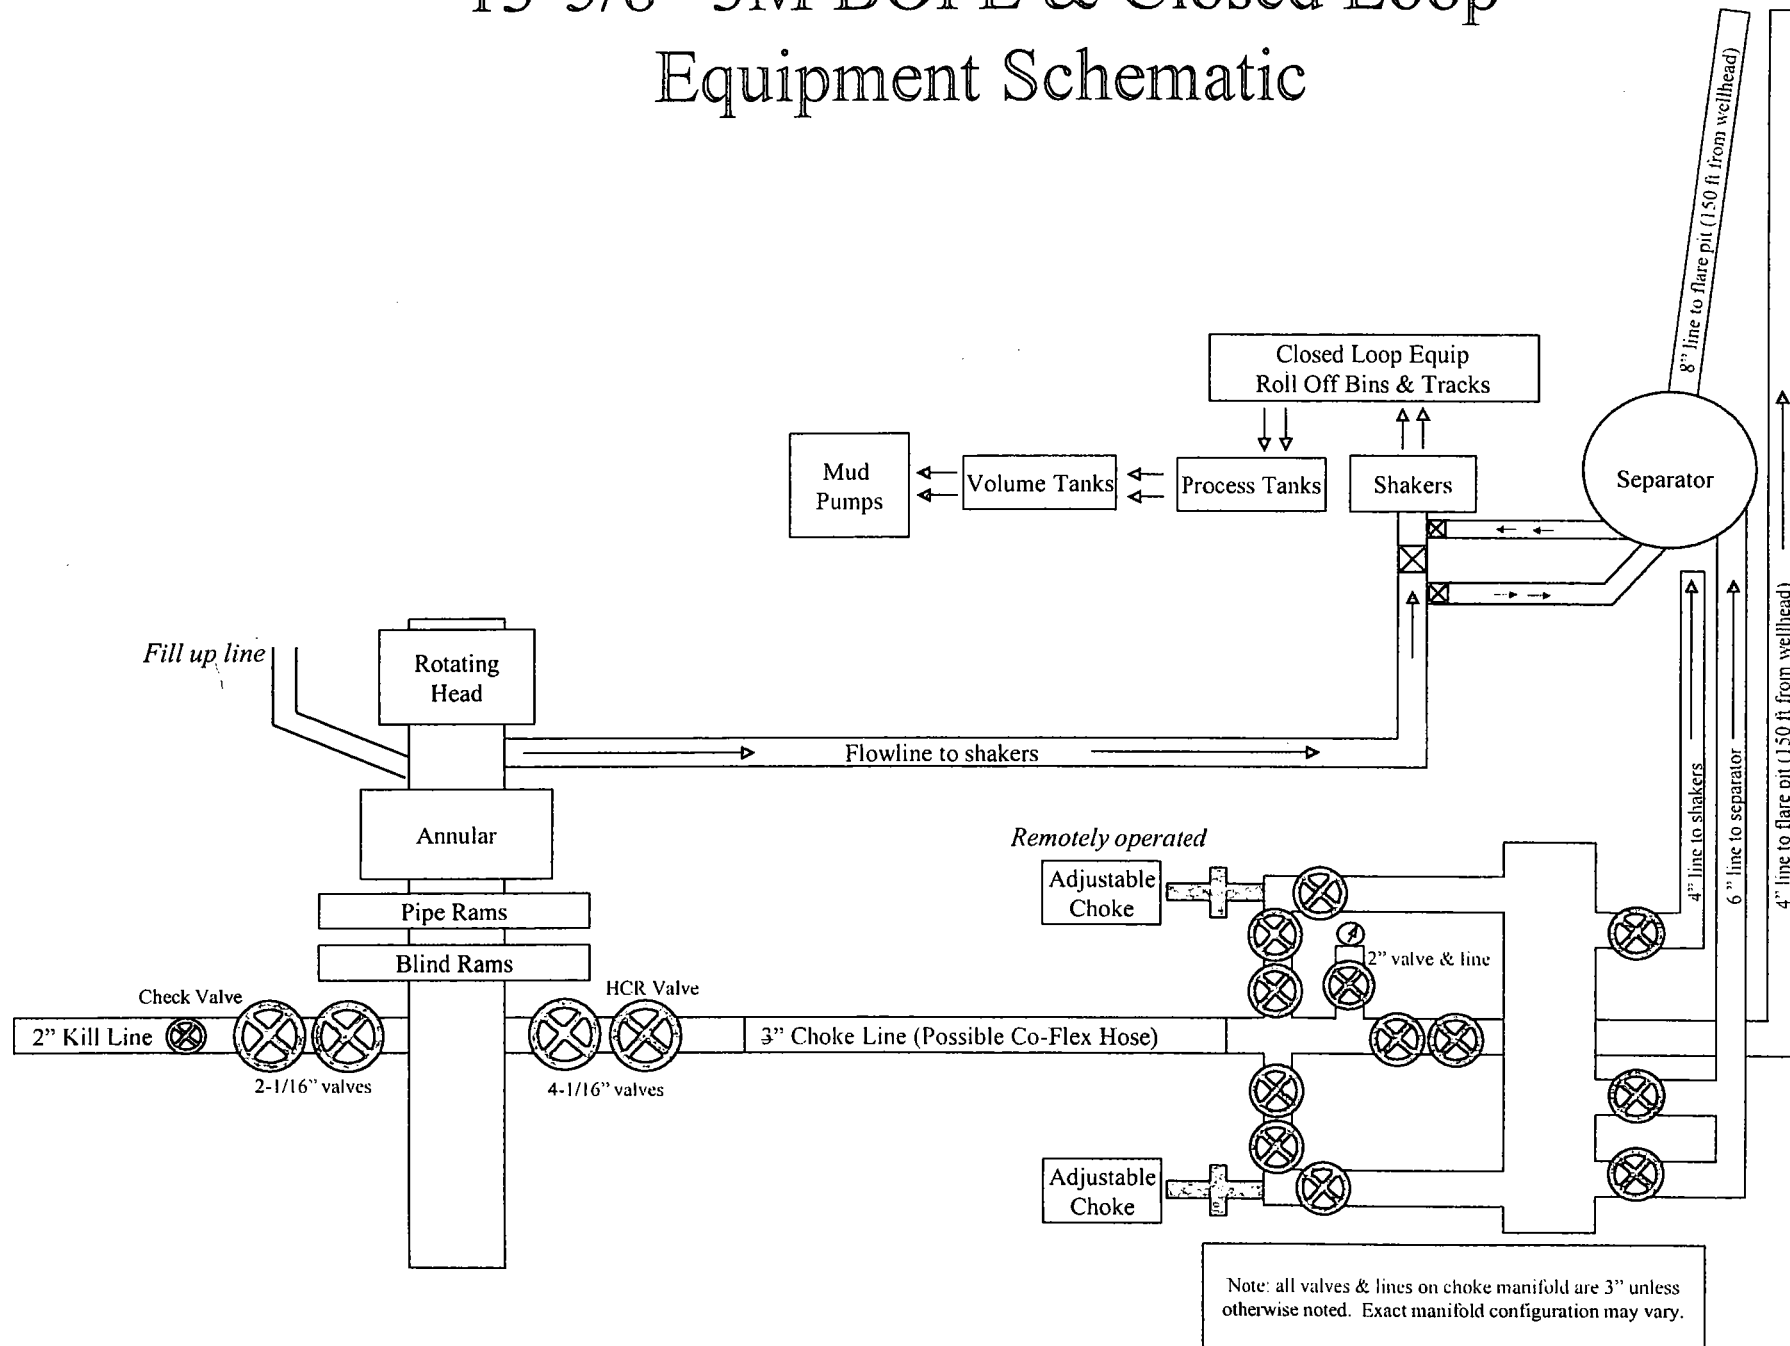 Equipment Schematic
8” line to flare pit (150 ft from wellhead)
Closed Loop Equip
Roll Off Bins & Tracks
Mud
Pumps
Volume Tanks
Process Tanks
Shakers
Separator
Fill up line
Rotating
Head
Flowline to shakers
Annular
Pipe Rams
Blind Rams
Remotely operated
Adjustable
Choke
2” valve & line
4” line to shakers
6 ” line to separator
4” line to flare pit (150 ft from wellhead)
Check Valve
HCR Valve
2” Kill Line
3” Choke Line (Possible Co-Flex Hose)
2-1/16” valves
4-1/16” valves
Adjustable
Choke
Note: all valves & lines on choke manifold are 3” unless
otherwise noted. Exact manifold configuration may vary.